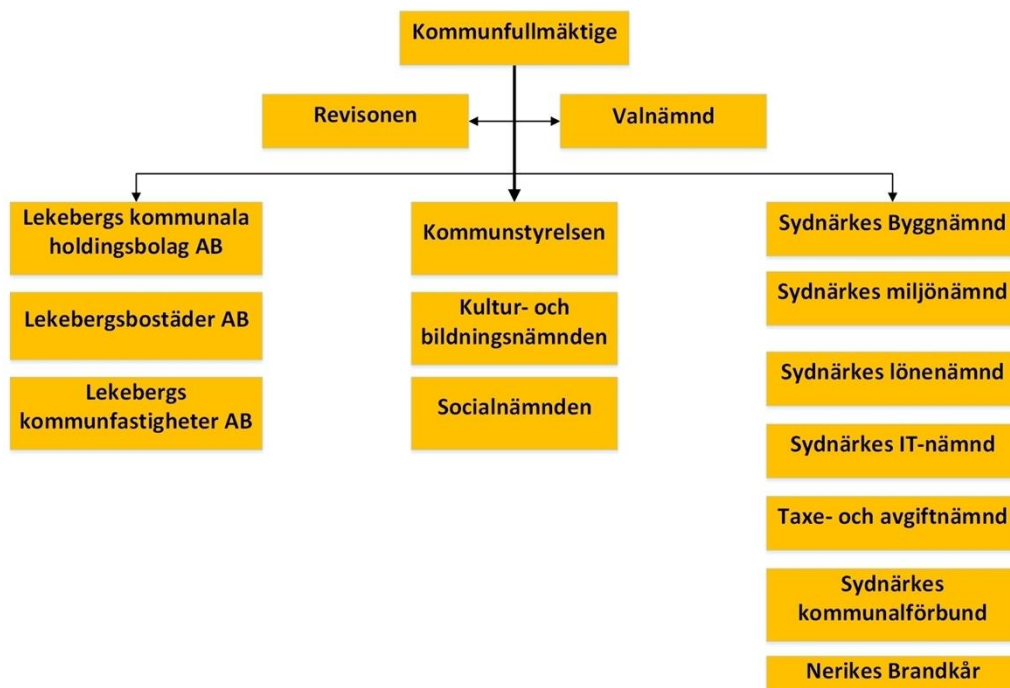 Kommunfullmäktige
Revisonen
Valnämnd
Lekebergs kommunala
holdingsbolag AB
Lekebergsbostäder AB
Lekebergs
kommunfastigheter AB
Kommunstyrelsen
Kultur- och
bildningsnämnden
Socialnämnden
Sydnärkes Byggnämnd
Sydnärkes miljönämnd
Sydnärkes lönenämnd
Sydnärkes IT-nämnd
Taxe- och avgiftnämnd
Sydnärkes
kommunalförbund
Nerikes Brandkår